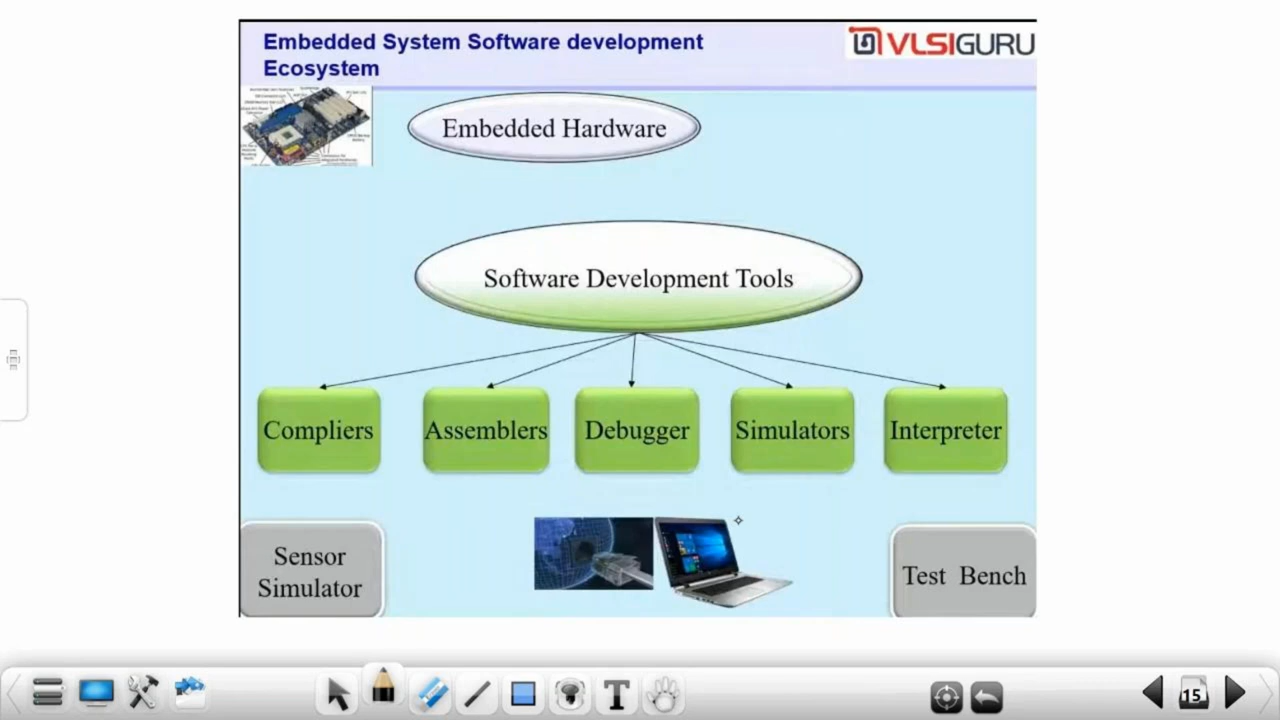 Embedded System Software development
Ecosystem
VLSIGURU
Embedded Hardware
Software Development Tools
Compliers
Assemblers
Debugger
Simulators
Interpreter
Sensor
Simulator
Test Bench
T
15